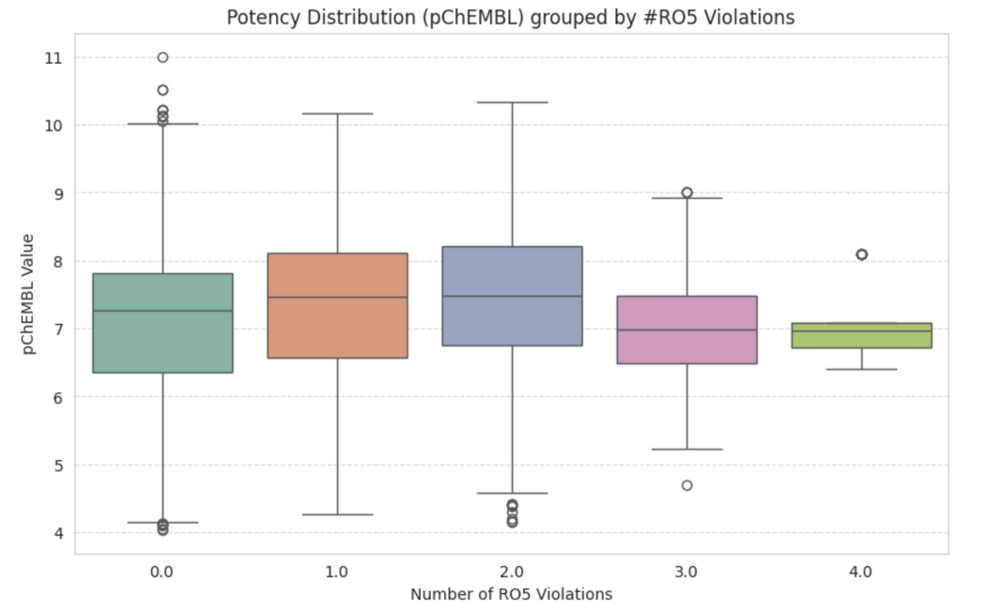 Potency Distribution (pChEMBL) grouped by #RO5 Violations
11
10
9
8
7
6
5
4
pChEMBL Value
0.0 1.0 2.0 3.0 4.0
Number of RO5 Violations